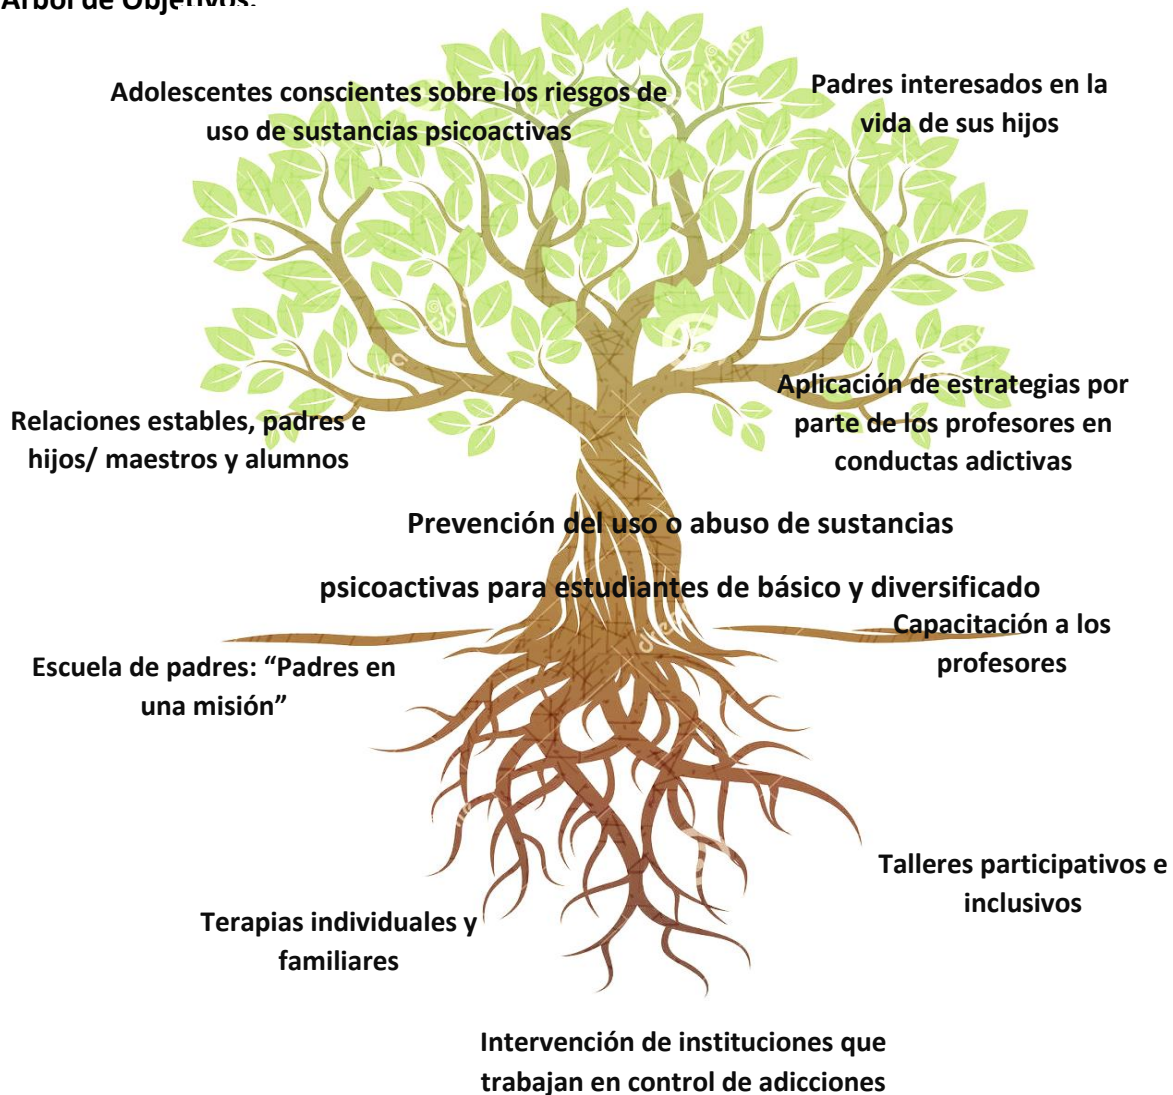 Árbol de Objetivos.
Adolescentes conscientes sobre los riesgos de
uso de sustancias psicoactivas
Padres interesados en la
vida de sus hijos
Relaciones estables, padres e
hijos/ maestros y alumnos
Aplicación de estrategias por
parte de los profesores en
conductas adictivas
Prevención del uso o abuso de sustancias
psicoactivas para estudiantes de básico y diversificado
Escuela de padres: “Padres en
una misión”
Capacitación a los
profesores
Talleres participativos e
inclusivos
Terapias individuales y
familiares
Intervención de instituciones que
trabajan en control de adicciones